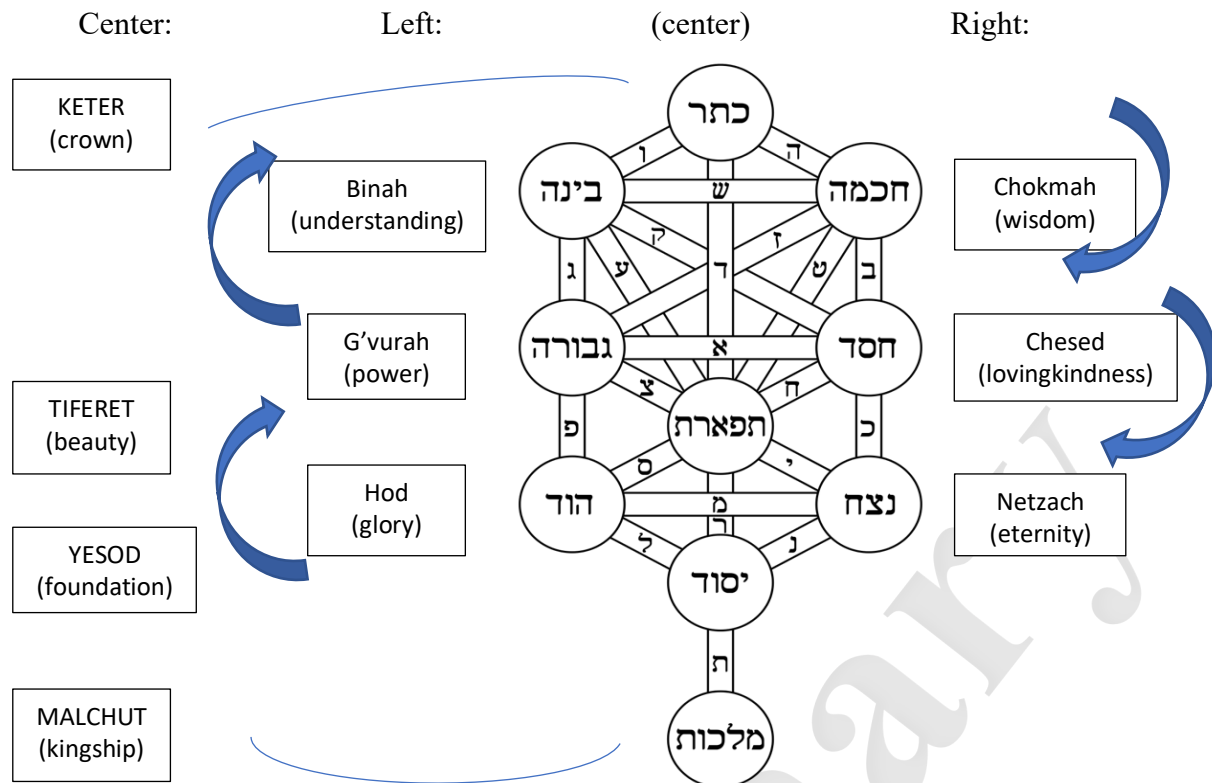 Center: Left: (center) Right:
KETER
(crown)
כתר
ו ה
Binah
(understanding)
בינה ש חכמה
Chokmah
(wisdom)
ק ז
ג ע ד ט ב
G’vurah
(power)
גבורה א חסד
Chesed
(lovingkindness)
צ ח
TIFERET
(beauty)
פ תפארת כ
ס י
Hod
(glory)
הוד מ נצח
Netzach
(eternity)
ר
ל נ
YESOD
(foundation)
יסוד
ת
MALCHUT
(kingship)
מלכות